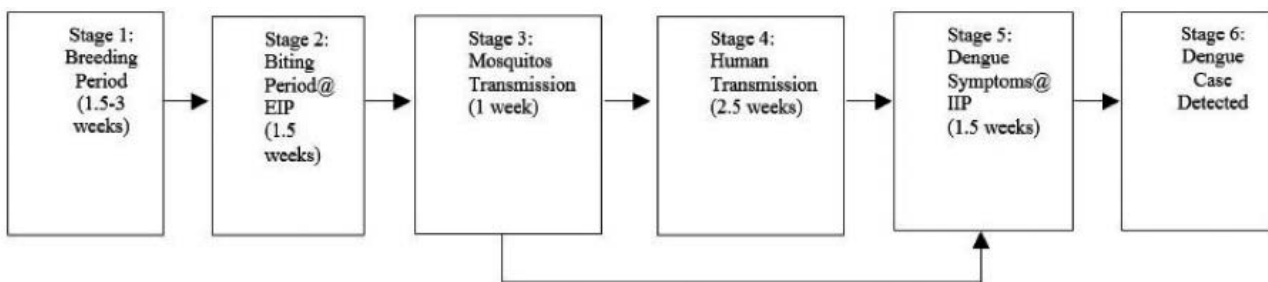 Stage 1:
Breeding
Period
(1.5-3
weeks)
Stage 2:
Biting
Period@
EIP
(1.5
weeks)
Stage 3:
Mosquitos
Transmission
(1 week)
Stage 4:
Human
Transmission
(2.5 weeks)
Stage 5:
Dengue
Symptoms@
IIP
(1.5 weeks)
Stage 6:
Dengue
Case
Detected